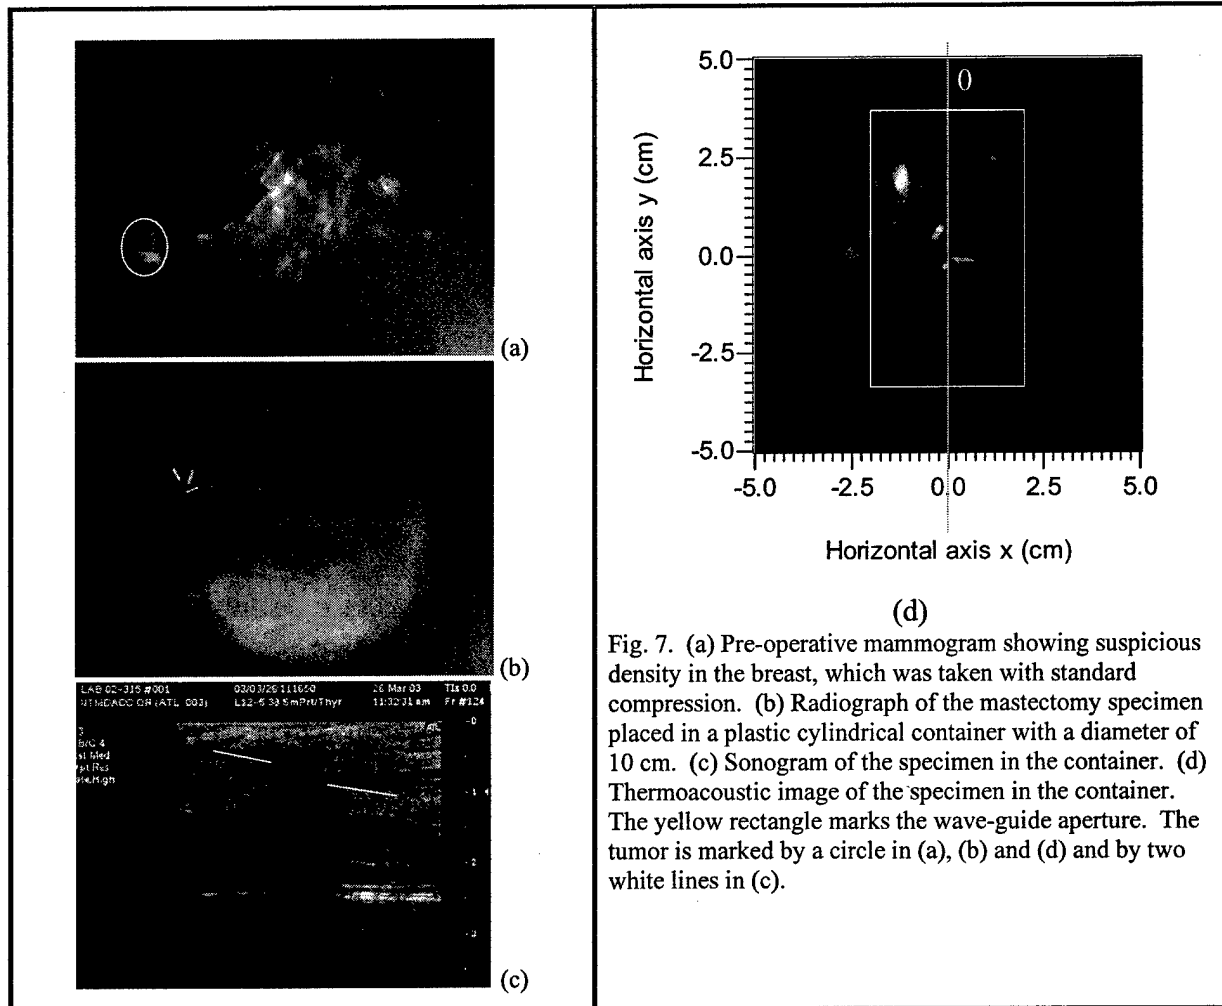 (a)
(b)
LAB 02-315 #001 03/03/26 111650 26 Mar 03 TIs 0.0
L12-5 38 SmPrt/Thyr 11:32:31 am Fr #124
(c)
5.0
2.5
0.0
-2.5
-5.0
Horizontal axis y (cm)
0
-5.0 -2.5 0.0 2.5 5.0
Horizontal axis x (cm)
(d)
Fig. 7. (a) Pre-operative mammogram showing suspicious
density in the breast, which was taken with standard
compression. (b) Radiograph of the mastectomy specimen
placed in a plastic cylindrical container with a diameter of
10 cm. (c) Sonogram of the specimen in the container. (d)
Thermoacoustic image of the specimen in the container.
The yellow rectangle marks the wave-guide aperture. The
tumor is marked by a circle in (a), (b) and (d) and by two
white lines in (c).